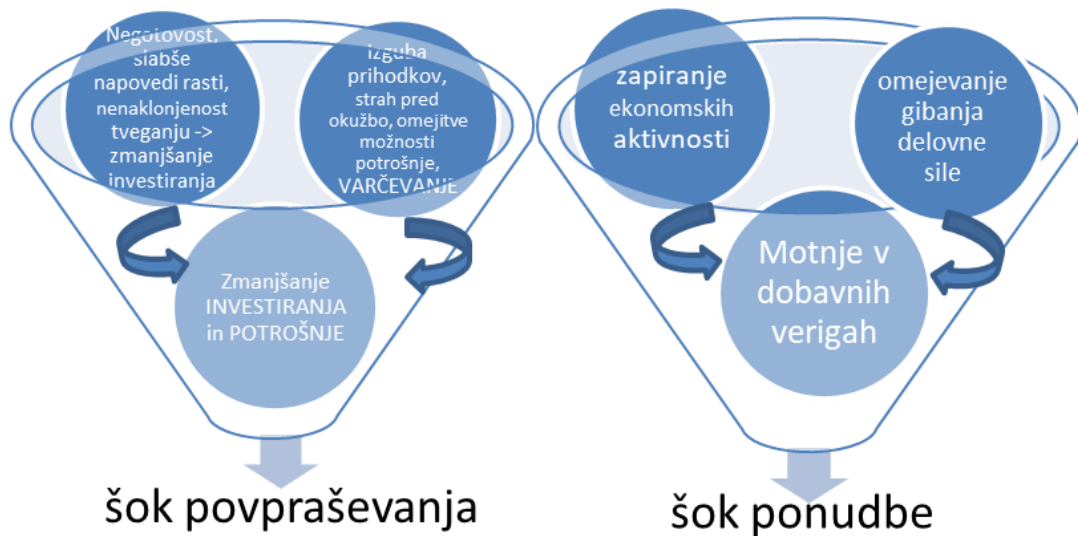 Negotovost,
slabše
napovedi rasti,
nenaklonjenost
tveganju ->
zmanjšanje
investiranja
izguba
prihodkov,
strah pred
okužbo, omejitve
možnosti
potrošnje,
VARČEVANJE
Zmanjšanje
INVESTIRANJA
in POTROŠNJE
šok povpraševanja
zapiranje
ekonomskih
aktivnosti
omejevanje
gibanja
delovne
sile
Motnje v
dobavnih
verigah
šok ponudbe